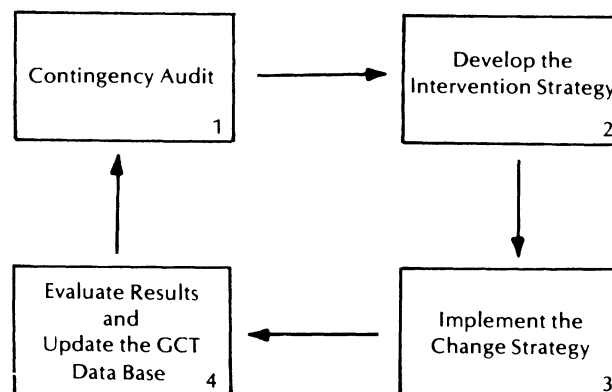 Contingency Audit
1
Develop the
Intervention Strategy
2
Evaluate Results
and
Update the GCT
Data Base
4
Implement the
Change Strategy
3